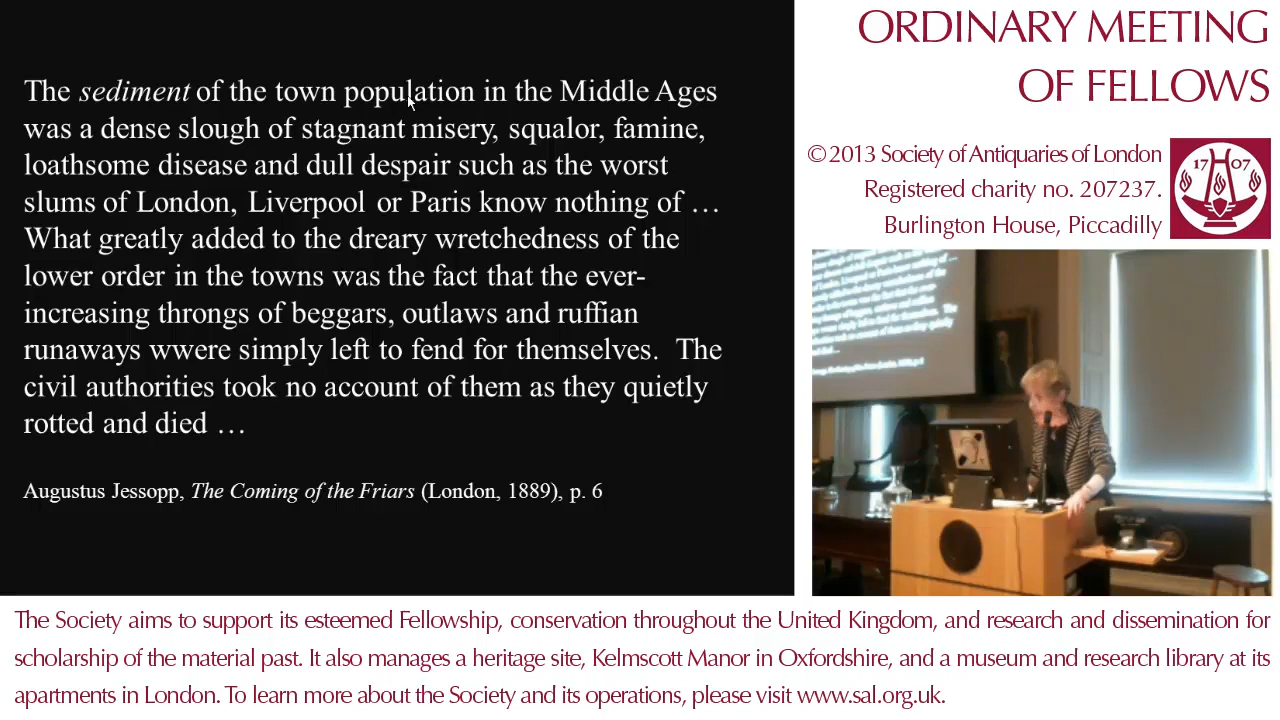 The sediment of the town population in the Middle Ages
was a dense slough of stagnant misery, squalor, famine,
loathsome disease and dull despair such as the worst
slums of London, Liverpool or Paris know nothing of …
What greatly added to the dreary wretchedness of the
lower order in the towns was the fact that the ever-
increasing throngs of beggars, outlaws and ruffian
runaways wwere simply left to fend for themselves.  The
civil authorities took no account of them as they quietly
rotted and died …
Augustus Jessopp, The Coming of the Friars (London, 1889), p. 6
ORDINARY MEETING
OF FELLOWS
© 2013 Society of Antiquaries of London
Registered charity no. 207237.
Burlington House, Piccadilly
17 07
The Society aims to support its esteemed Fellowship, conservation throughout the United Kingdom, and research and dissemination for
scholarship of the material past. It also manages a heritage site, Kelmscott Manor in Oxfordshire, and a museum and research library at its
apartments in London. To learn more about the Society and its operations, please visit www.sal.org.uk.